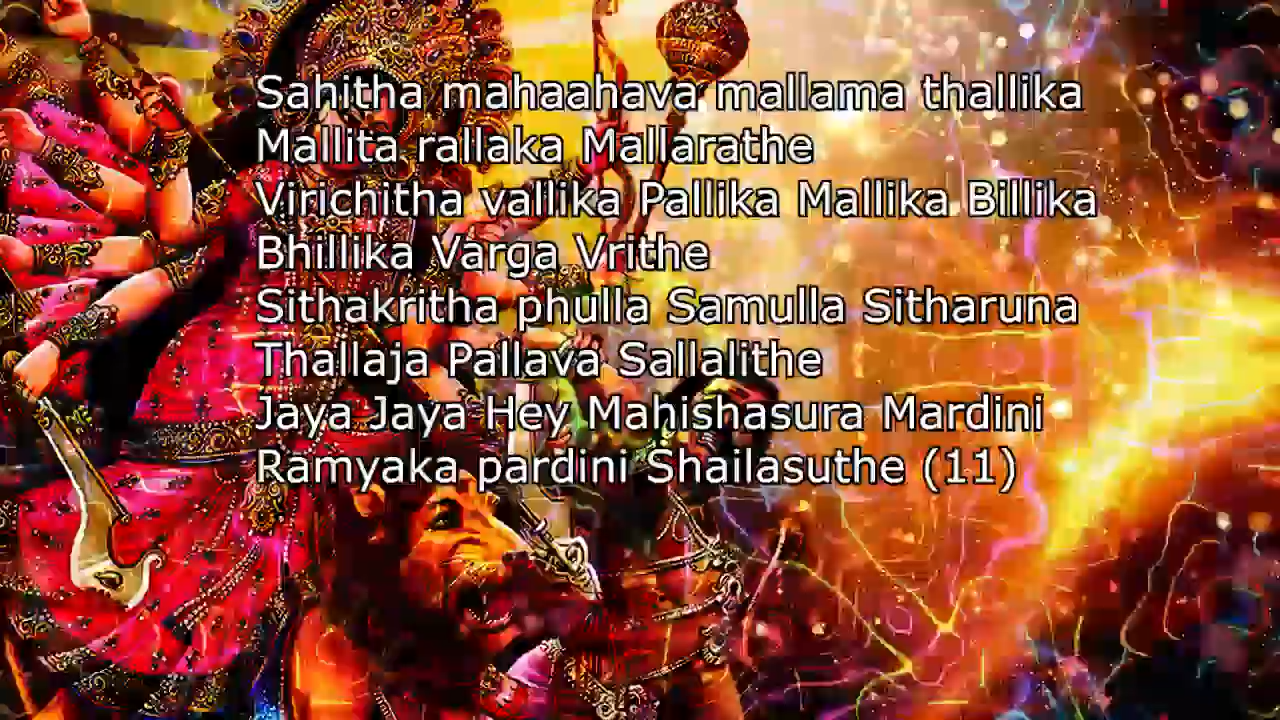 Sahitha mahaahava mallama thallika
Mallita rallaka Mallarathe
Virichitha vallika Pallika Mallika Billika
Bhillika Varga Vrithe
Sithakritha phulla Samulla Sitharuna
Thallaja Pallava Sallalithe
Jaya Jaya Hey Mahishasura Mardini
Ramyaka pardini Shailasuthe (11)